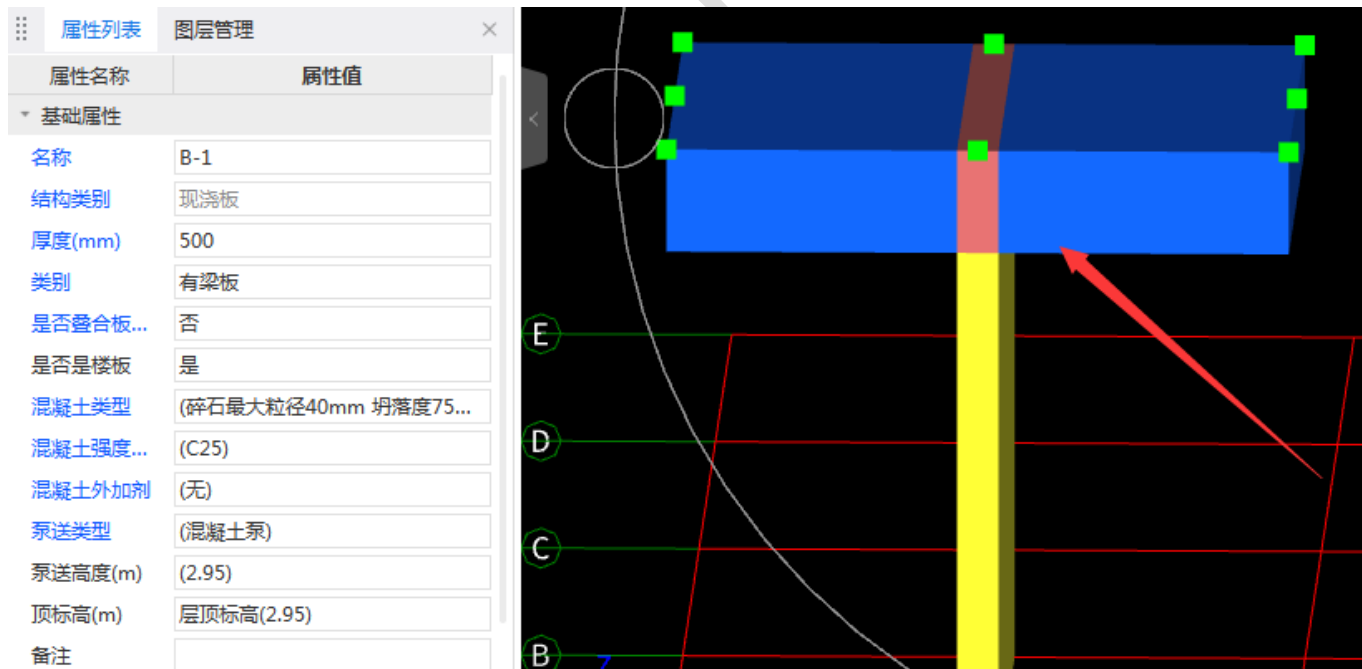 属性列表 图层管理
属性名称 属性值
基础属性
名称 B-1
结构类别 现浇板
厚度(mm) 500
类别 有梁板
是否叠合板... 否
是否是楼板 是
混凝土类型 (碎石最大粒径40mm 坍落度75...
混凝土强度... (C25)
混凝土外加剂 (无)
泵送类型 (混凝土泵)
泵送高度(m) (2.95)
顶标高(m) 层顶标高(2.95)
备注
E
D
C
B
Z